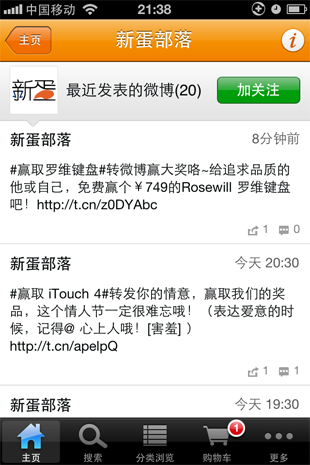 中国移动 21:38
主页 新蛋部落
新蛋 最近发表的微博(20) 加关注
新蛋部落 8分钟前
#赢取罗维键盘#转微博赢大奖咯~给追求品质的
他或自己，免费赢个￥749的Rosewill 罗维键盘
吧！http://t.cn/z0DYAbc
1 0
新蛋部落 今天 20:30
#赢取 iTouch 4#转发你的情意，赢取我们的奖
品，这个情人节一定很难忘哦！（表达爱意的时
候，记得@ 心上人哦！[害羞] ）
http://t.cn/apelpQ
1 1
新蛋部落 今天 19:30
1
主页 搜索 分类浏览 购物车 更多